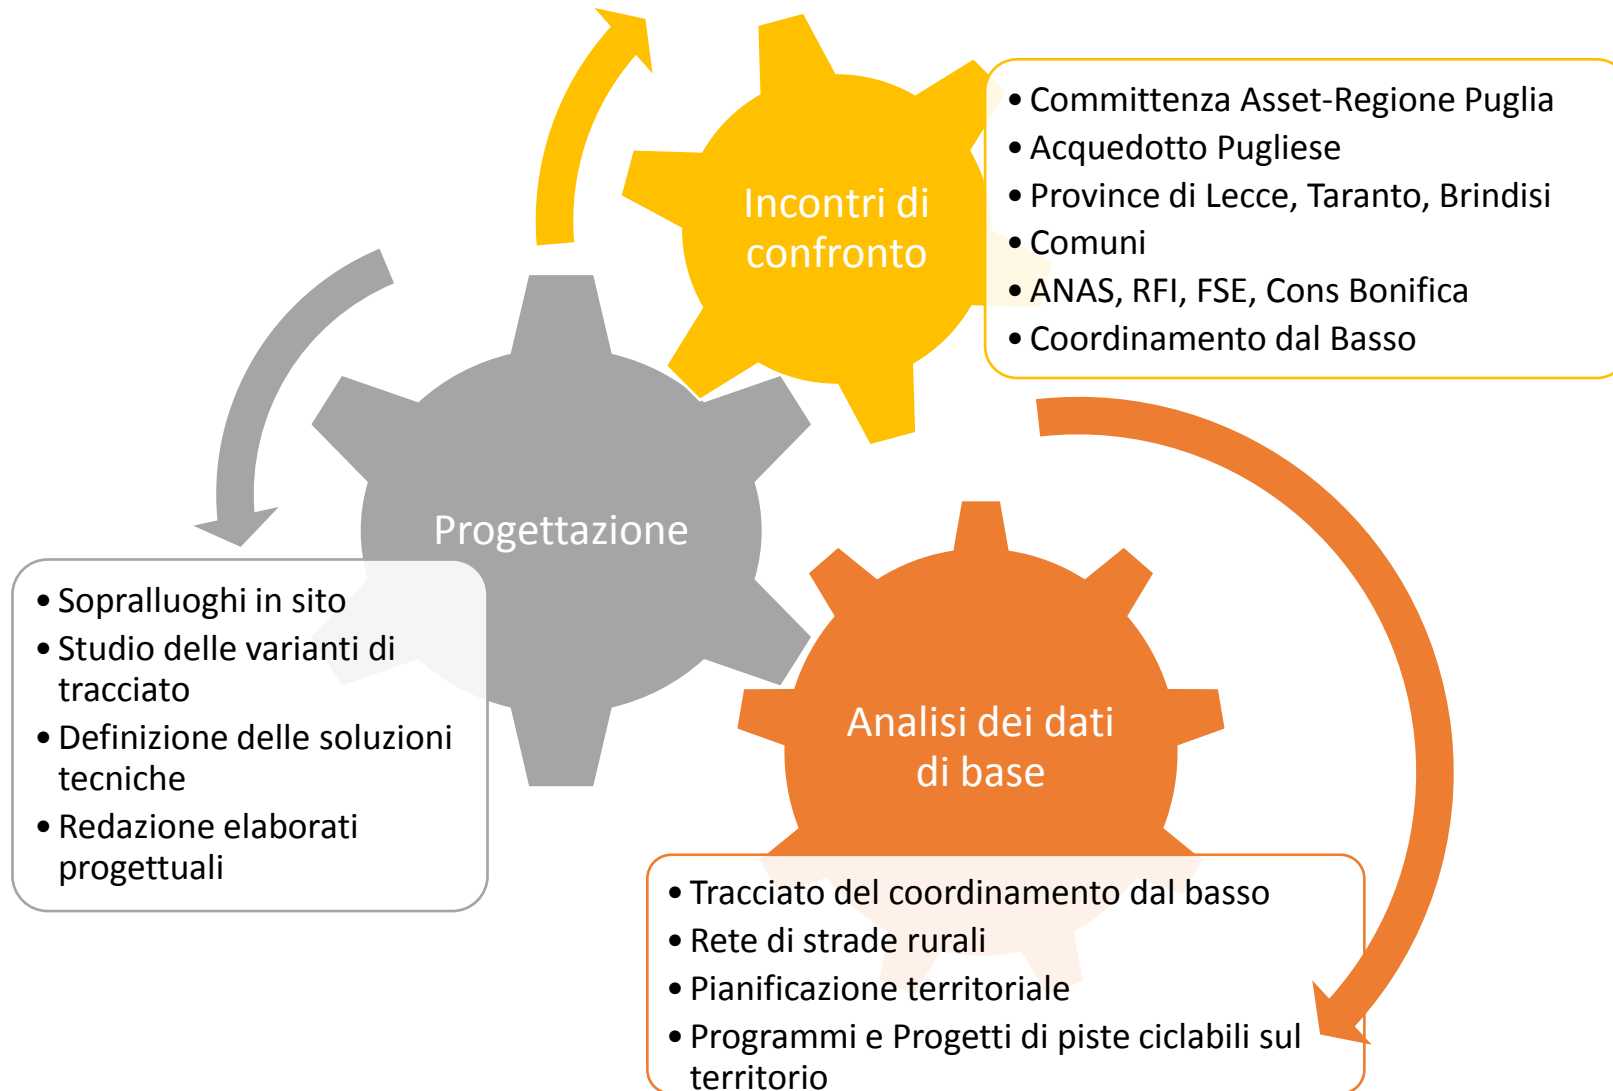 Incontri di
confronto
• Committenza Asset-Regione Puglia
• Acquedotto Pugliese
• Province di Lecce, Taranto, Brindisi
• Comuni
• ANAS, RFI, FSE, Cons Bonifica
• Coordinamento dal Basso
Progettazione
• Sopralluoghi in sito
• Studio delle varianti di
tracciato
• Definizione delle soluzioni
tecniche
• Redazione elaborati
progettuali
Analisi dei dati
di base
• Tracciato del coordinamento dal basso
• Rete di strade rurali
• Pianificazione territoriale
• Programmi e Progetti di piste ciclabili sul
territorio